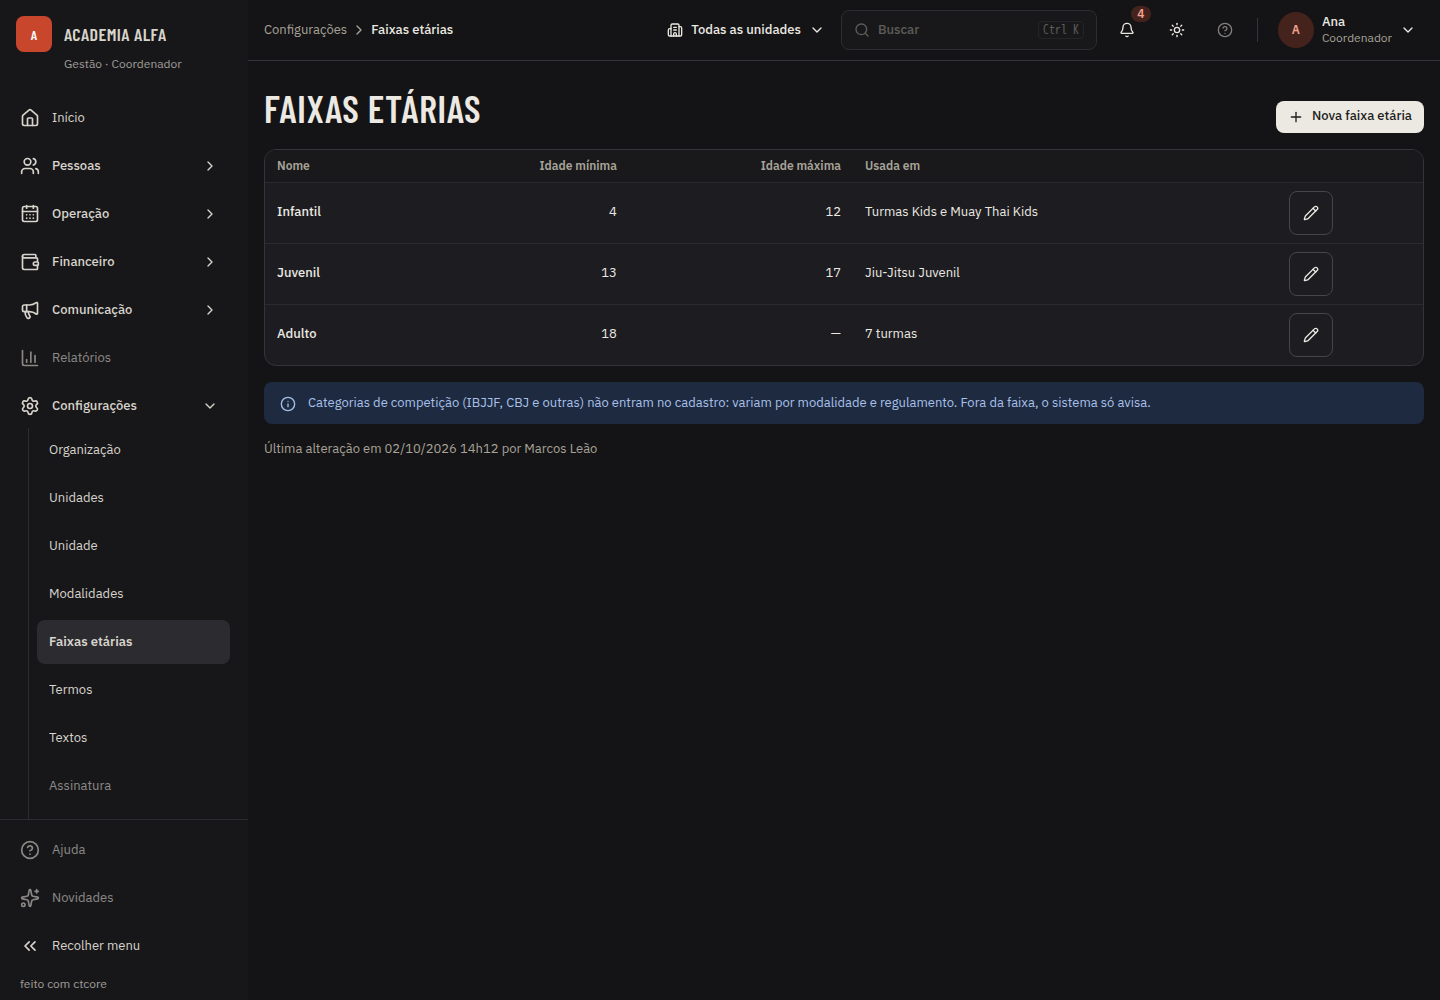 A
ACADEMIA ALFA
Gestão · Coordenador
Início
Pessoas
Operação
Financeiro
Comunicação
Relatórios
Configurações
Organização
Unidades
Unidade
Modalidades
Faixas etárias
Termos
Textos
Assinatura
Ajuda
Novidades
Recolher menu
feito com ctcore
Configurações > Faixas etárias
Todas as unidades
Buscar
Ctrl K
4
A
Ana
Coordenador
FAIXAS ETÁRIAS
Nova faixa etária
Nome Idade mínima Idade máxima Usada em
Infantil 4 12 Turmas Kids e Muay Thai Kids
Juvenil 13 17 Jiu-Jitsu Juvenil
Adulto 18 — 7 turmas
Categorias de competição (IBJJF, CBJ e outras) não entram no cadastro: variam por modalidade e regulamento. Fora da faixa, o sistema só avisa.
Última alteração em 02/10/2026 14h12 por Marcos Leão